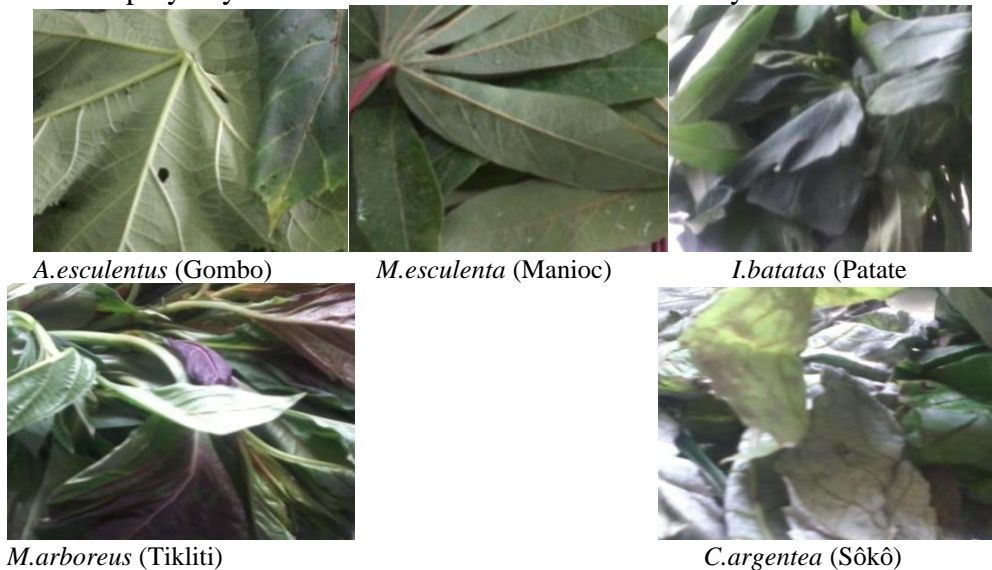 A.esculentus (Gombo) M.esculenta (Manioc) I.batatas (Patate
M.arboreus (Tikliti) C.argentea (Sôkô)